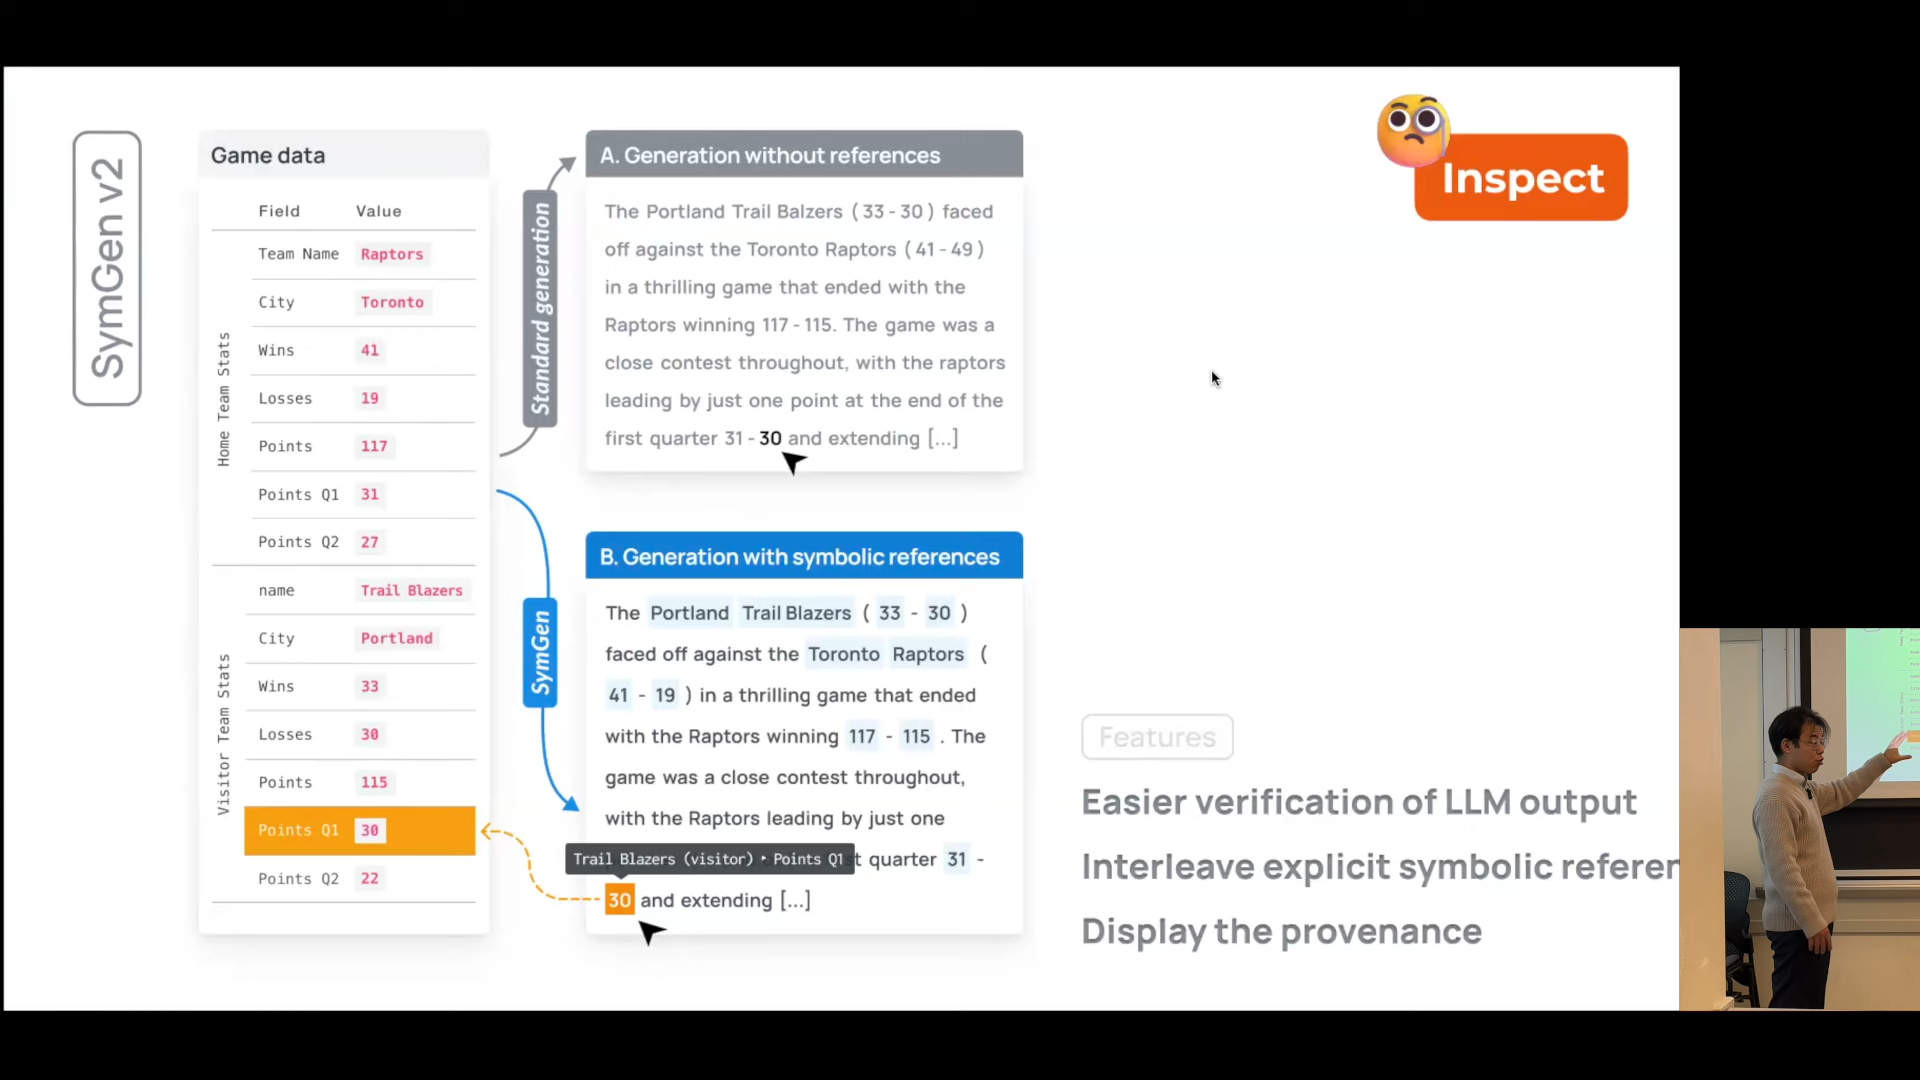 SymGen v2
Game data
Field Value
Home Team Stats
Team Name Raptors
City Toronto
Wins 41
Losses 19
Points 117
Points Q1 31
Points Q2 27
Visitor Team Stats
name Trail Blazers
City Portland
Wins 33
Losses 30
Points 115
Points Q1 30
Points Q2 22
Standard generation
SymGen
A. Generation without references
The Portland Trail Balzers ( 33 - 30 ) faced
off against the Toronto Raptors ( 41 - 49 )
in a thrilling game that ended with the
Raptors winning 117 - 115. The game was a
close contest throughout, with the raptors
leading by just one point at the end of the
first quarter 31 - 30 and extending [...]
B. Generation with symbolic references
The Portland Trail Blazers ( 33 - 30 )
faced off against the Toronto Raptors (
41 - 19 ) in a thrilling game that ended
with the Raptors winning 117 - 115 . The
game was a close contest throughout,
with the Raptors leading by just one
Trail Blazers (visitor) ▸ Points Q1 t quarter 31 -
30 and extending [...]
Inspect
Features
Easier verification of LLM output
Interleave explicit symbolic referen
Display the provenance